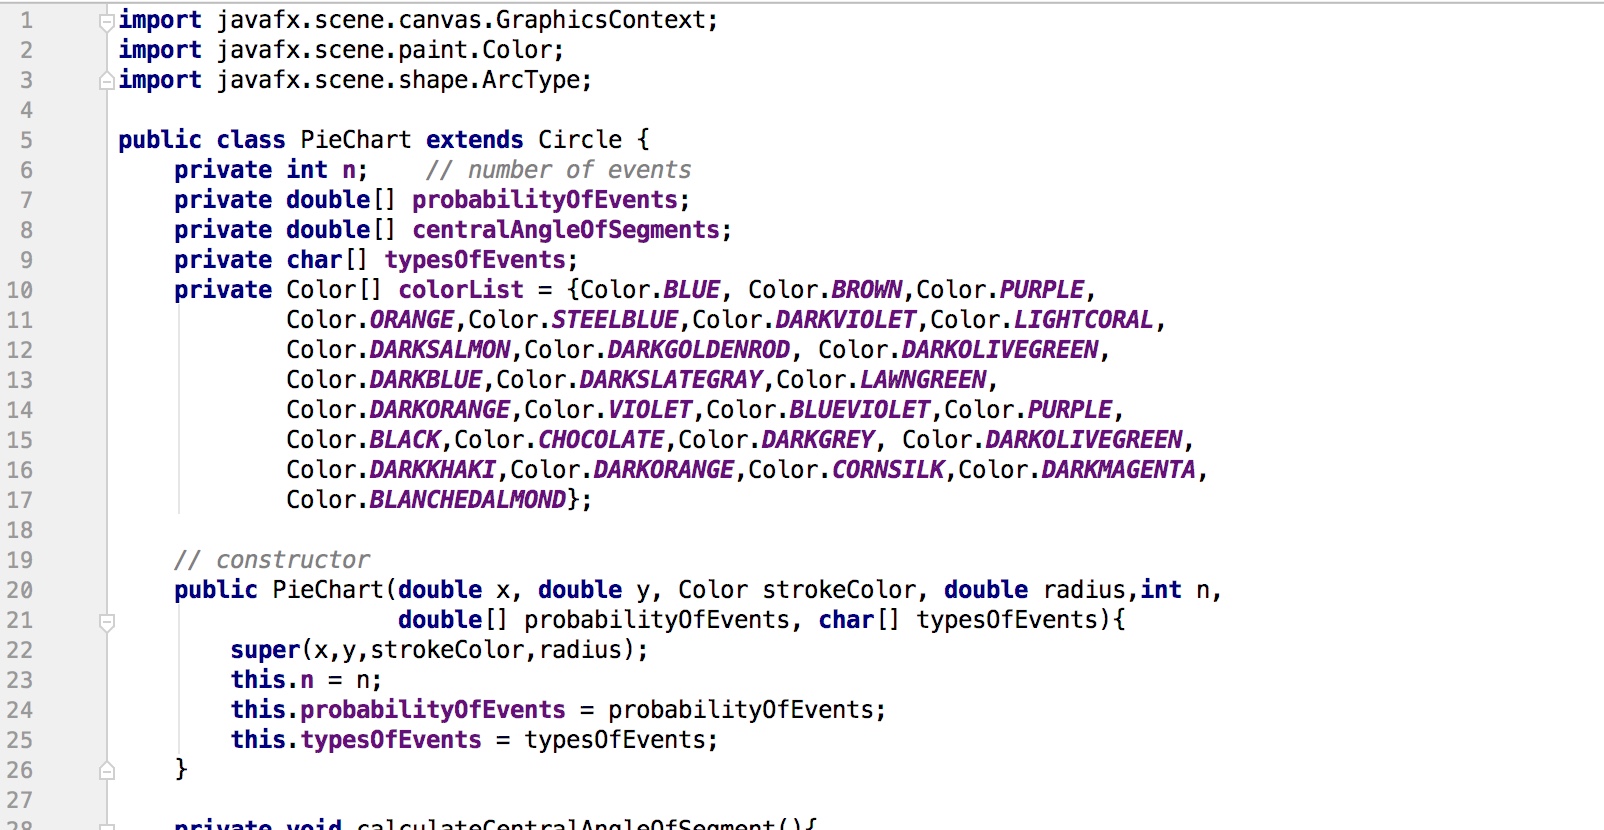 1 import javafx.scene.canvas.GraphicsContext;
2 import javafx.scene.paint.Color;
3 import javafx.scene.shape.ArcType;
4
5 public class PieChart extends Circle {
6     private int n;    // number of events
7     private double[] probabilityOfEvents;
8     private double[] centralAngleOfSegments;
9     private char[] typesOfEvents;
10     private Color[] colorList = {Color.BLUE, Color.BROWN,Color.PURPLE,
11             Color.ORANGE,Color.STEELBLUE,Color.DARKVIOLET,Color.LIGHTCORAL,
12             Color.DARKSALMON,Color.DARKGOLDENROD, Color.DARKOLIVEGREEN,
13             Color.DARKBLUE,Color.DARKSLATEGRAY,Color.LAWNGREEN,
14             Color.DARKORANGE,Color.VIOLET,Color.BLUEVIOLET,Color.PURPLE,
15             Color.BLACK,Color.CHOCOLATE,Color.DARKGREY, Color.DARKOLIVEGREEN,
16             Color.DARKKHAKI,Color.DARKORANGE,Color.CORNSILK,Color.DARKMAGENTA,
17             Color.BLANCHEDALMOND};
18
19     // constructor
20     public PieChart(double x, double y, Color strokeColor, double radius,int n,
21                     double[] probabilityOfEvents, char[] typesOfEvents){
22         super(x,y,strokeColor,radius);
23         this.n = n;
24         this.probabilityOfEvents = probabilityOfEvents;
25         this.typesOfEvents = typesOfEvents;
26     }
27
28     private void calculateCentralAngleOfSegment(){